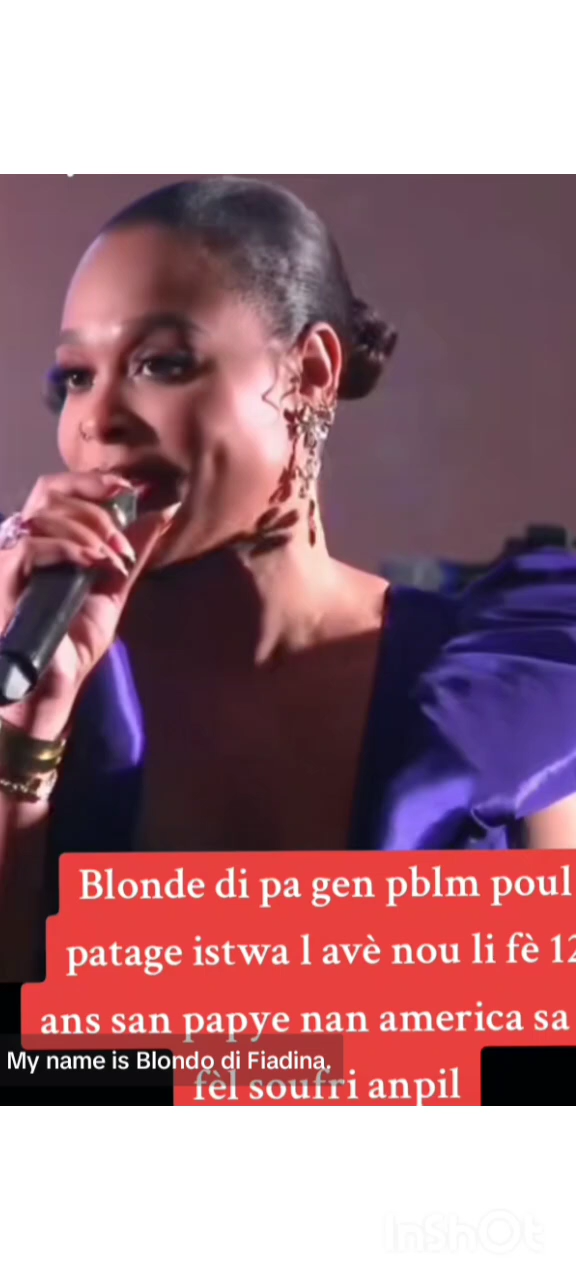 Blonde di pa gen pblm poul
patage istwa l avè nou li fè 12
ans san papye nan america sa
My name is Blondo di Fiadina.
fèl soufri anpil
InShOt